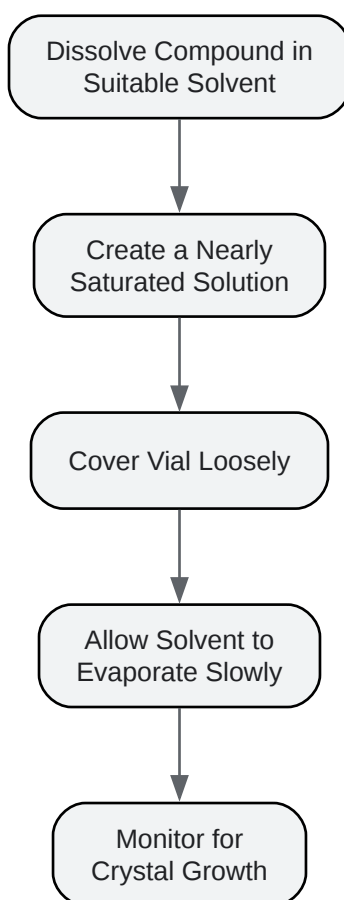 Dissolve Compound in
Suitable Solvent
Create a Nearly
Saturated Solution
Cover Vial Loosely
Allow Solvent to
Evaporate Slowly
Monitor for
Crystal Growth